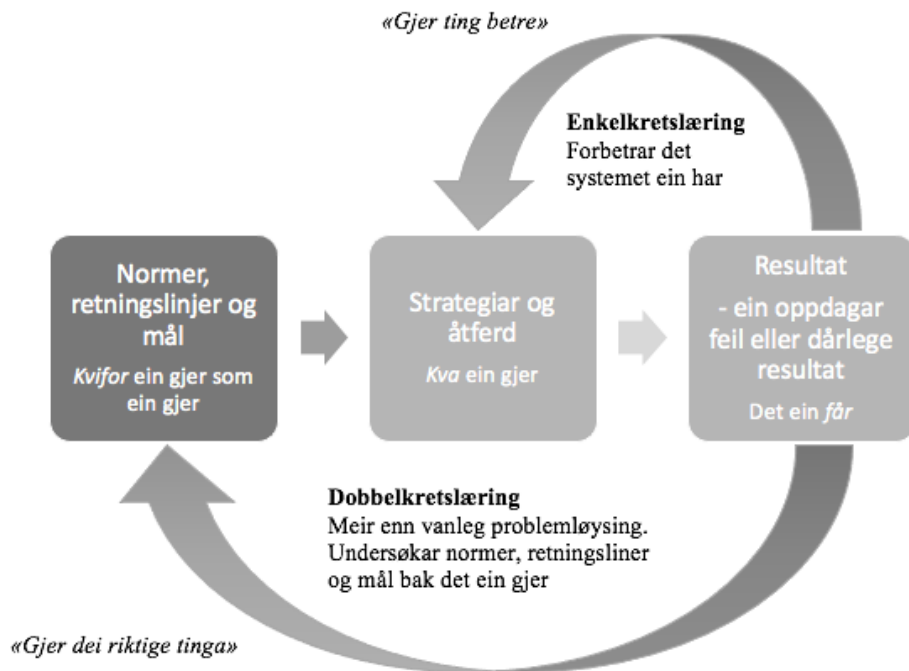 «Gjer ting betre»
Enkelkretslæring
Forbetrar det
systemet ein har
Normer,
retningslinjer og
mål
Kvifor ein gjer som
ein gjer
Strategiar og
åtferd
Kva ein gjer
Resultat
- ein oppdagar
feil eller dårlege
resultat
Det ein får
Dobbelkretslæring
Meir enn vanleg problemløysing.
Undersøkar normer, retningsliner
og mål bak det ein gjer
«Gjer dei riktige tinga»